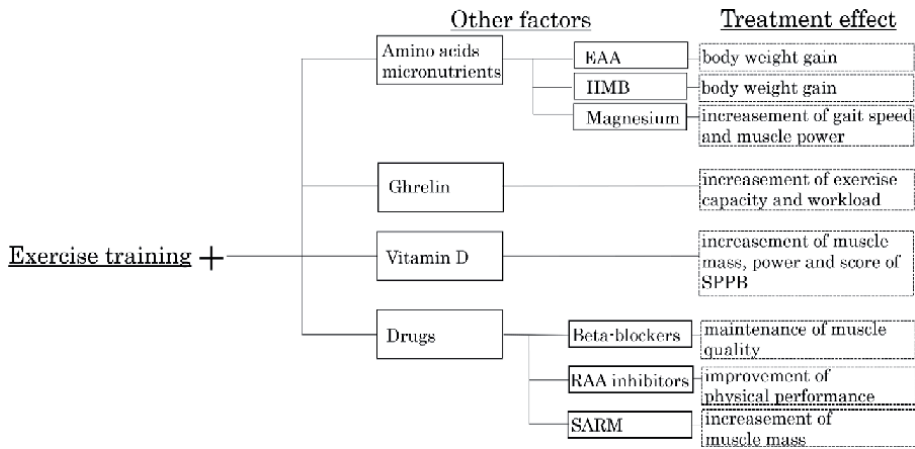 Other factors
Treatment effect
Amino acids
micronutrients
EAA
body weight gain
HMB
body weight gain
Magnesium
increasement of gait speed
and muscle power
Ghrelin
increasement of exercise
capacity and workload
Exercise training +
Vitamin D
increasement of muscle
mass, power and score of
SPPB
Drugs
Beta-blockers
maintenance of muscle
quality
RAA inhibitors
improvement of
physical performance
SARM
increasement of
muscle mass